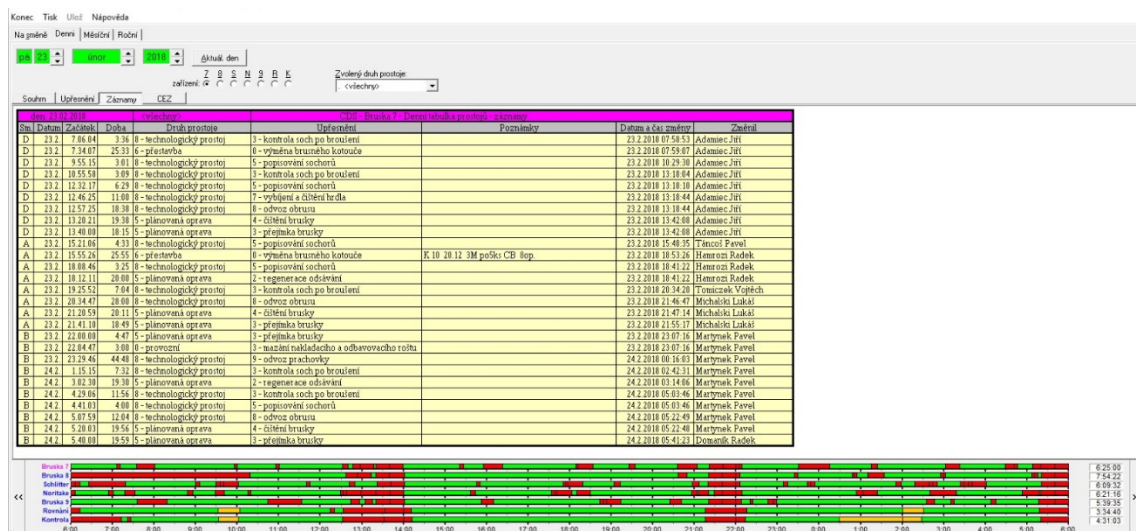 Konec Tisk Ulož Nápověda
Na směně Denní Měsíční Roční
pá 23 únor 2018 Aktuál. den
7 8 S N 9 R K Zvolený druh prostoje:
zařízení: <všechny>
Souhrn Upřesnění Záznamy CEZ
den: 23.02.2018 <všechny> CDS - Bruska 7 - Denní tabulka prostojů - záznamy
Sm. Datum Začátek Doba Druh prostoje Upřesnění Poznámky Datum a čas změny Změnil
D 23.2. 7.06.04 3:36 8 - technologický prostoj 3 - kontrola soch po broušení 23.2.2018 07:58:53 Adamiec Jiří
D 23.2. 7.34.07 25:33 6 - přestavba 0 - výměna brusného kotouče 23.2.2018 07:59:07 Adamiec Jiří
D 23.2. 9.55.15 3:01 8 - technologický prostoj 5 - popisování sochorů 23.2.2018 10:29:30 Adamiec Jiří
D 23.2. 10.55.58 3:09 8 - technologický prostoj 3 - kontrola soch po broušení 23.2.2018 13:18:04 Adamiec Jiří
D 23.2. 12.32.17 6:29 8 - technologický prostoj 5 - popisování sochorů 23.2.2018 13:18:10 Adamiec Jiří
D 23.2. 12.46.25 11:00 8 - technologický prostoj 7 - vybíjení a čištění hrdla 23.2.2018 13:18:44 Adamiec Jiří
D 23.2. 12.57.25 18:38 8 - technologický prostoj 8 - odvoz obrusu 23.2.2018 13:18:44 Adamiec Jiří
D 23.2. 13.20.21 19:38 5 - plánovaná oprava 4 - čištění brusky 23.2.2018 13:42:08 Adamiec Jiří
D 23.2. 13.40.00 18:15 5 - plánovaná oprava 3 - přejímka brusky 23.2.2018 13:42:08 Adamiec Jiří
A 23.2. 15.21.06 4:33 8 - technologický prostoj 5 - popisování sochorů 23.2.2018 15:40:35 Táncoš Pavel
A 23.2. 15.55.26 25:55 6 - přestavba 0 - výměna brusného kotouče K 10 20.12 3M po5ks CB 8op. 23.2.2018 18:53:26 Hamrozi Radek
A 23.2. 18.08.46 3:25 8 - technologický prostoj 5 - popisování sochorů 23.2.2018 18:41:22 Hamrozi Radek
A 23.2. 18.12.11 20:00 5 - plánovaná oprava 2 - regenerace odsávání 23.2.2018 18:41:22 Hamrozi Radek
A 23.2. 19.25.52 7:04 8 - technologický prostoj 3 - kontrola soch po broušení 23.2.2018 20:34:20 Tomiczek Vojtěch
A 23.2. 20.34.47 28:00 8 - technologický prostoj 8 - odvoz obrusu 23.2.2018 21:46:47 Michalski Lukáš
A 23.2. 21.20.59 20:11 5 - plánovaná oprava 4 - čištění brusky 23.2.2018 21:47:14 Michalski Lukáš
A 23.2. 21.41.10 18:49 5 - plánovaná oprava 3 - přejímka brusky 23.2.2018 21:55:17 Michalski Lukáš
B 23.2. 22.00.00 4:47 5 - plánovaná oprava 3 - přejímka brusky 23.2.2018 23:07:16 Martynek Pavel
B 23.2. 22.04.47 3:00 0 - provozní 3 - mazání nakladacího a odbavovacího roštu 23.2.2018 23:07:16 Martynek Pavel
B 23.2. 23.29.46 44:48 8 - technologický prostoj 9 - odvoz prachovky 24.2.2018 00:16:03 Martynek Pavel
B 24.2. 1.15.15 7:32 8 - technologický prostoj 3 - kontrola soch po broušení 24.2.2018 02:42:31 Martynek Pavel
B 24.2. 3.02.30 19:30 5 - plánovaná oprava 2 - regenerace odsávání 24.2.2018 03:14:06 Martynek Pavel
B 24.2. 4.29.06 11:56 8 - technologický prostoj 3 - kontrola soch po broušení 24.2.2018 05:03:46 Martynek Pavel
B 24.2. 4.41.03 4:00 8 - technologický prostoj 5 - popisování sochorů 24.2.2018 05:03:46 Martynek Pavel
B 24.2. 5.07.59 12:04 8 - technologický prostoj 8 - odvoz obrusu 24.2.2018 05:22:49 Martynek Pavel
B 24.2. 5.20.03 19:56 5 - plánovaná oprava 4 - čištění brusky 24.2.2018 05:22:48 Martynek Pavel
B 24.2. 5.40.00 19:59 5 - plánovaná oprava 3 - přejímka brusky 24.2.2018 05:41:23 Domanik Radek
Bruska 7 6:25:00
Bruska 8 7:54:22
Schlitter 6:09:32
Noritake 6:21:16
<< Bruska 9 5:39:35
Rovnání 3:34:40
Kontrola 4:31:03
6:00 7:00 8:00 9:00 10:00 11:00 12:00 13:00 14:00 15:00 16:00 17:00 18:00 19:00 20:00 21:00 22:00 23:00 0:00 1:00 2:00 3:00 4:00 5:00 6:00